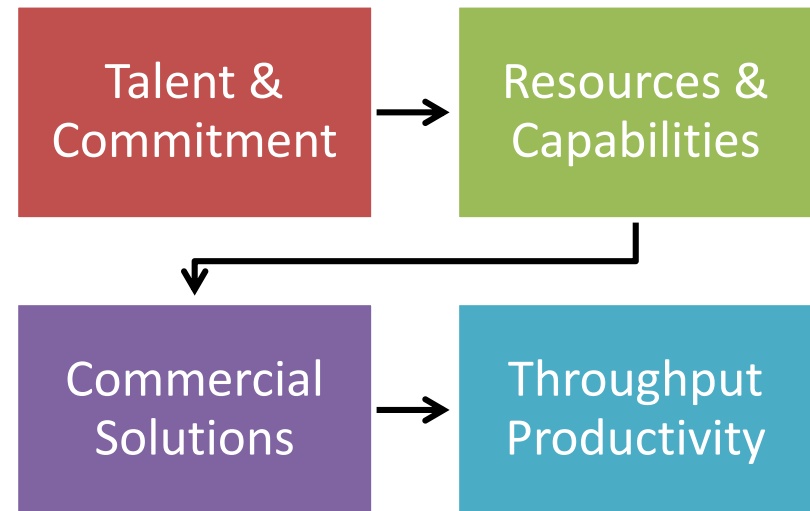 Talent &
Commitment
Resources &
Capabilities
Commercial
Solutions
Throughput
Productivity